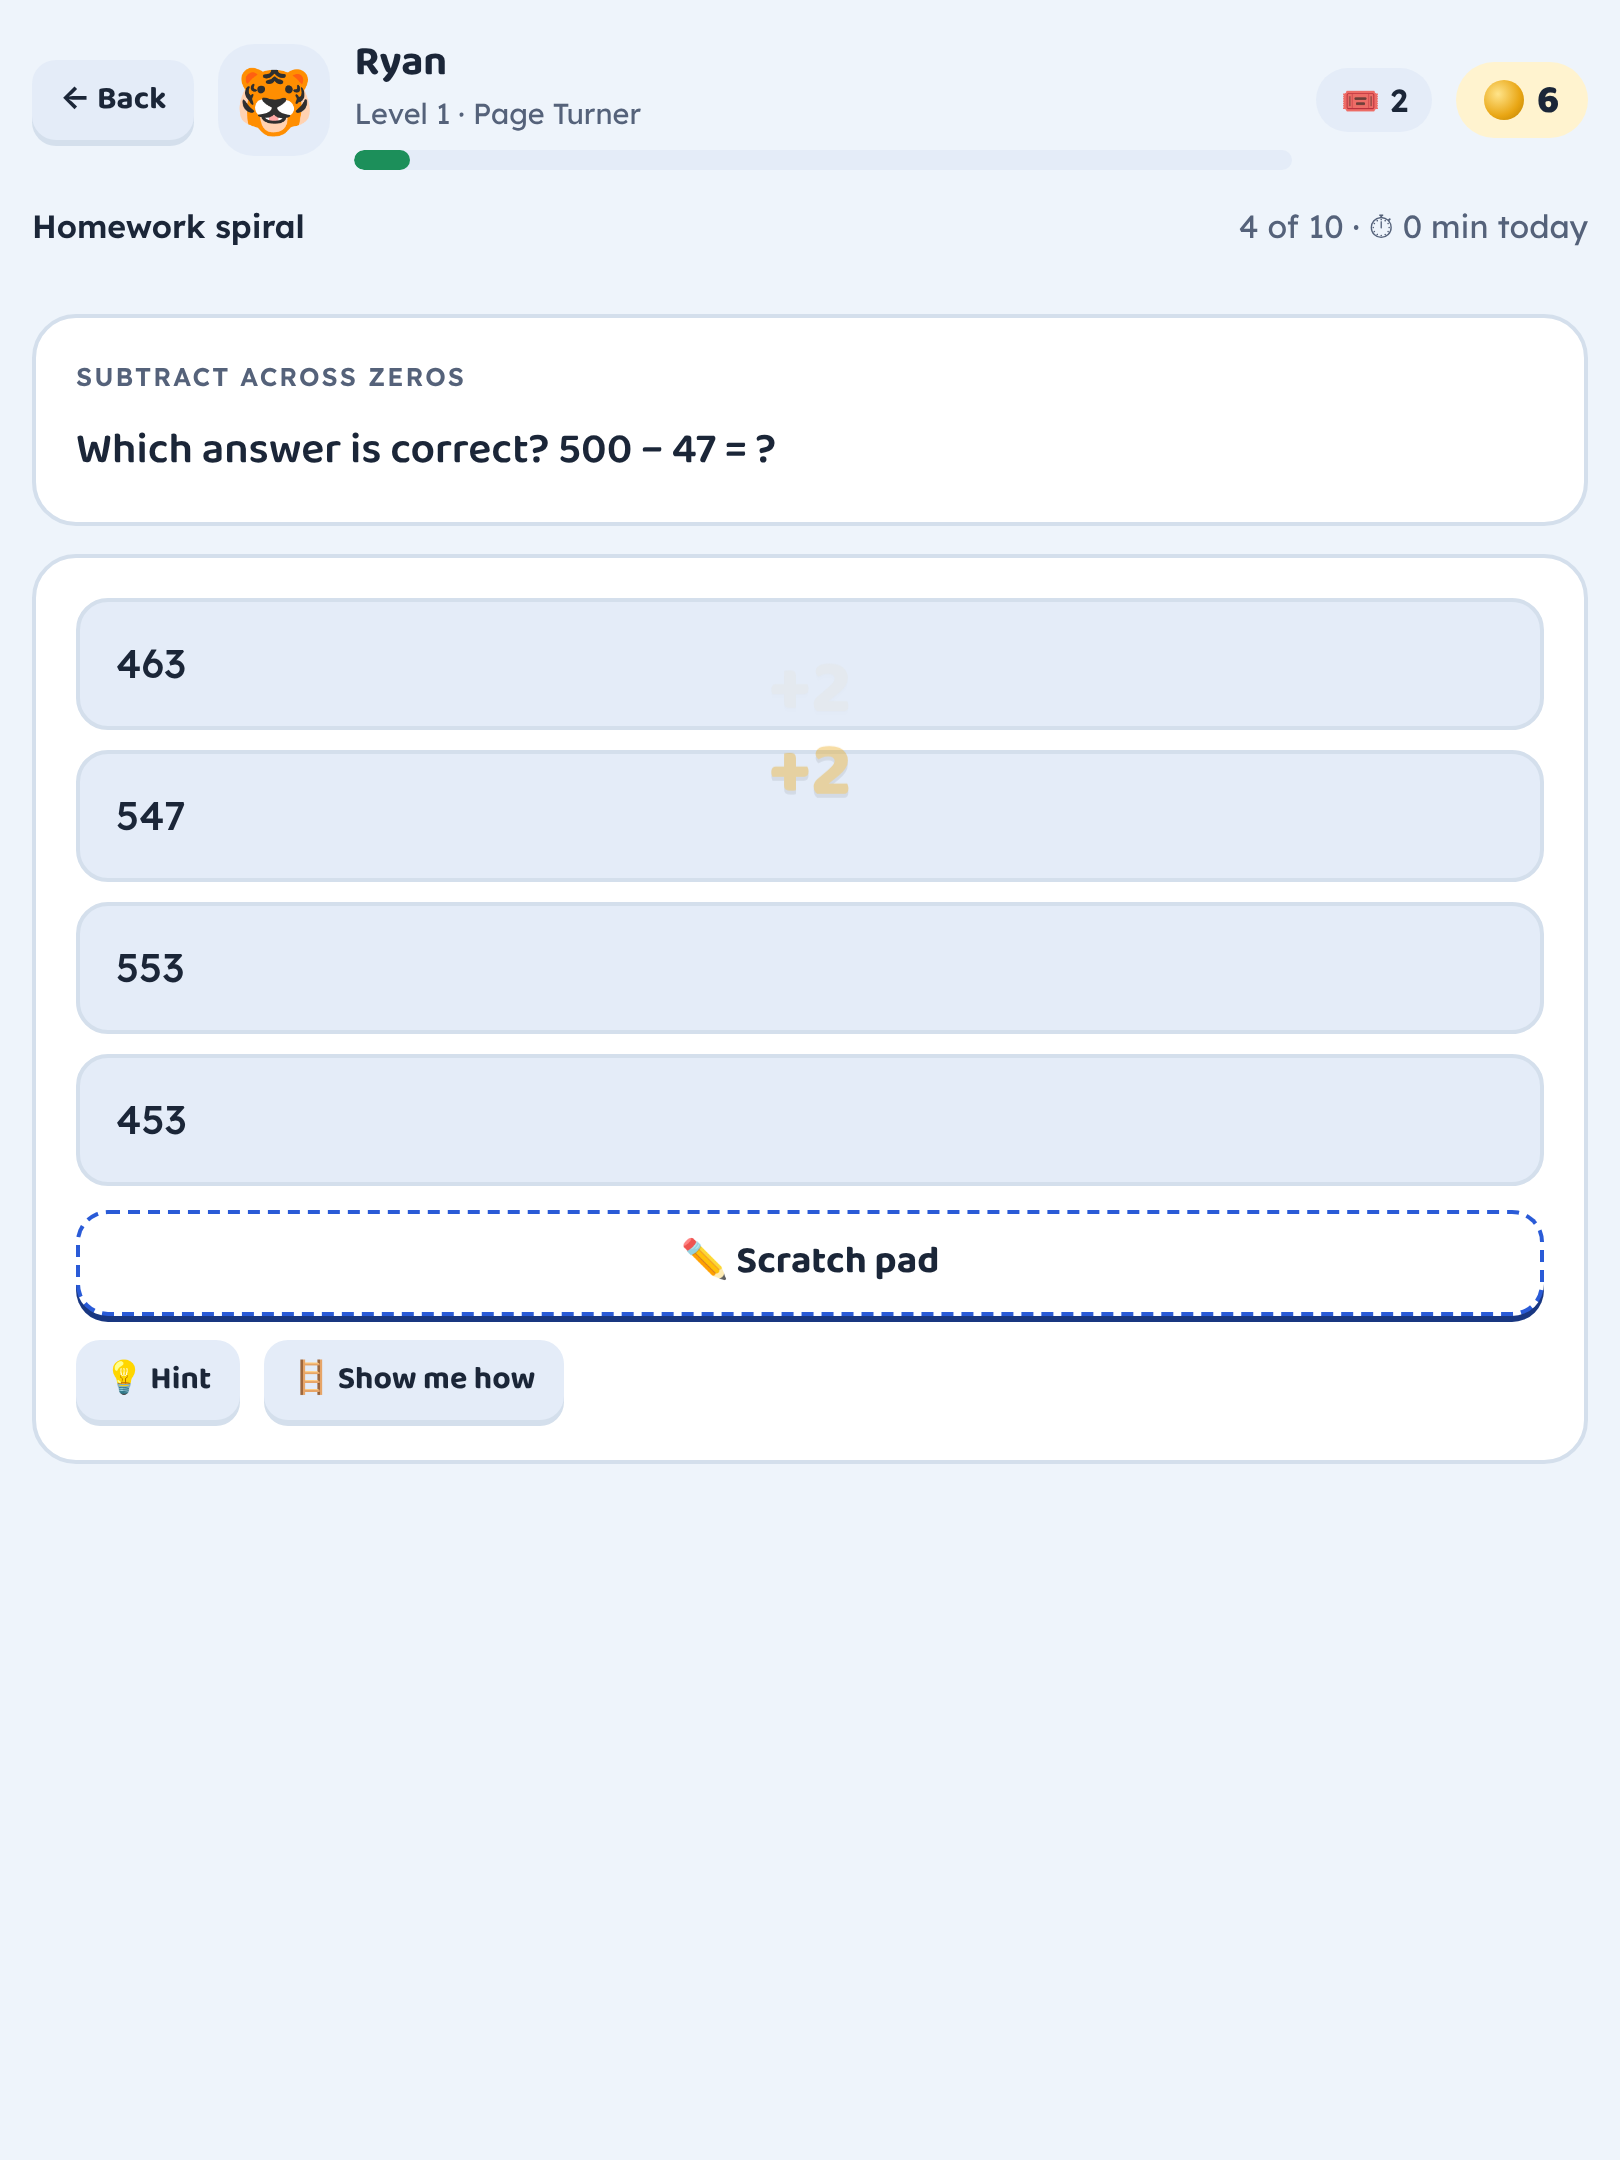 ← Back
Ryan
Level 1 · Page Turner
2
6
Homework spiral
4 of 10 · ⏱ 0 min today
SUBTRACT ACROSS ZEROS
Which answer is correct? 500 − 47 = ?
463
+2
+2
547
553
453
✏️ Scratch pad
💡 Hint
🪜 Show me how